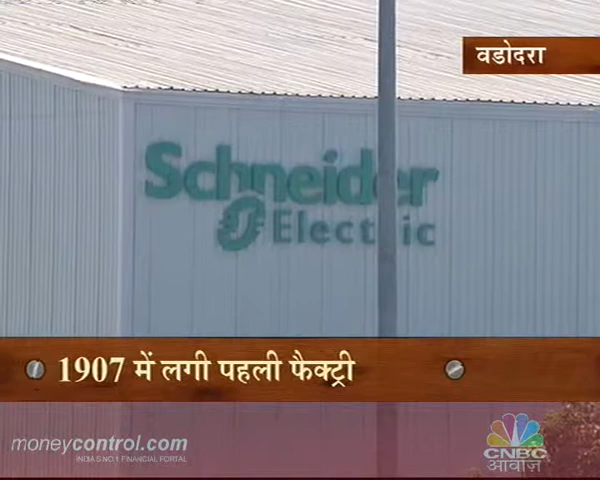 वडोदरा
Schneider
Electric
1907 में लगी पहली फैक्ट्री
moneycontrol.com
INDIA'S NO.1 FINANCIAL PORTAL
CNBC
आवाज़